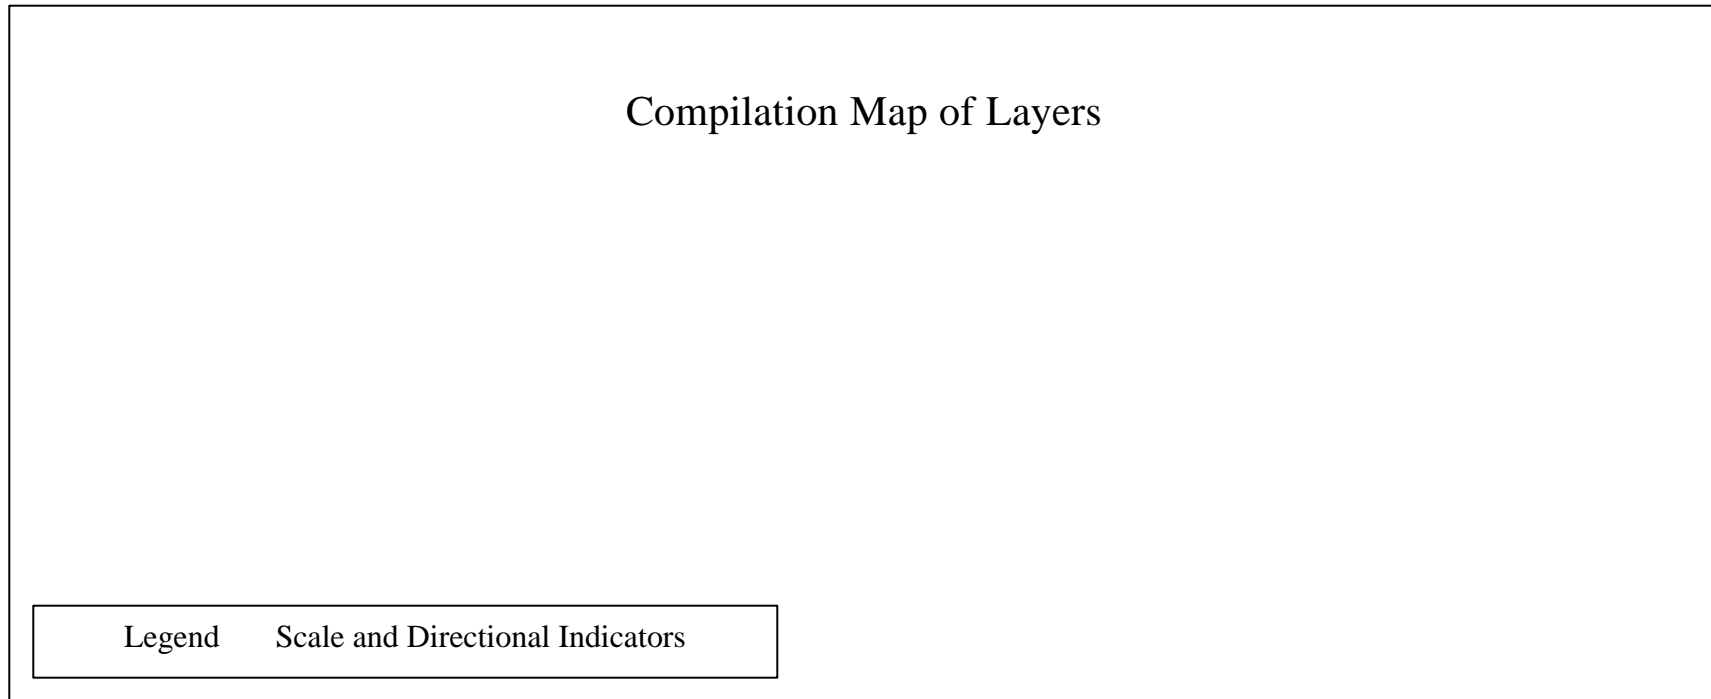 Compilation Map of Layers
Legend Scale and Directional Indicators